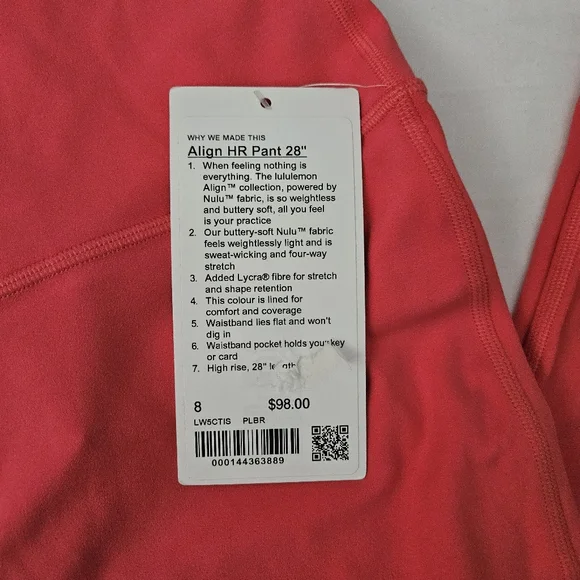 WHY WE MADE THIS
Align HR Pant 28"
1. When feeling nothing is
everything. The lululemon
Align™ collection, powered by
Nulu™ fabric, is so weightless
and buttery soft, all you feel
is your practice
2. Our buttery-soft Nulu™ fabric
feels weightlessly light and is
sweat-wicking and four-way
stretch
3. Added Lycra® fibre for stretch
and shape retention
4. This colour is lined for
comfort and coverage
5. Waistband lies flat and won't
dig in
6. Waistband pocket holds your key
or card
7. High rise, 28" length
8 $98.00
LW5CTIS PLBR
000144363889